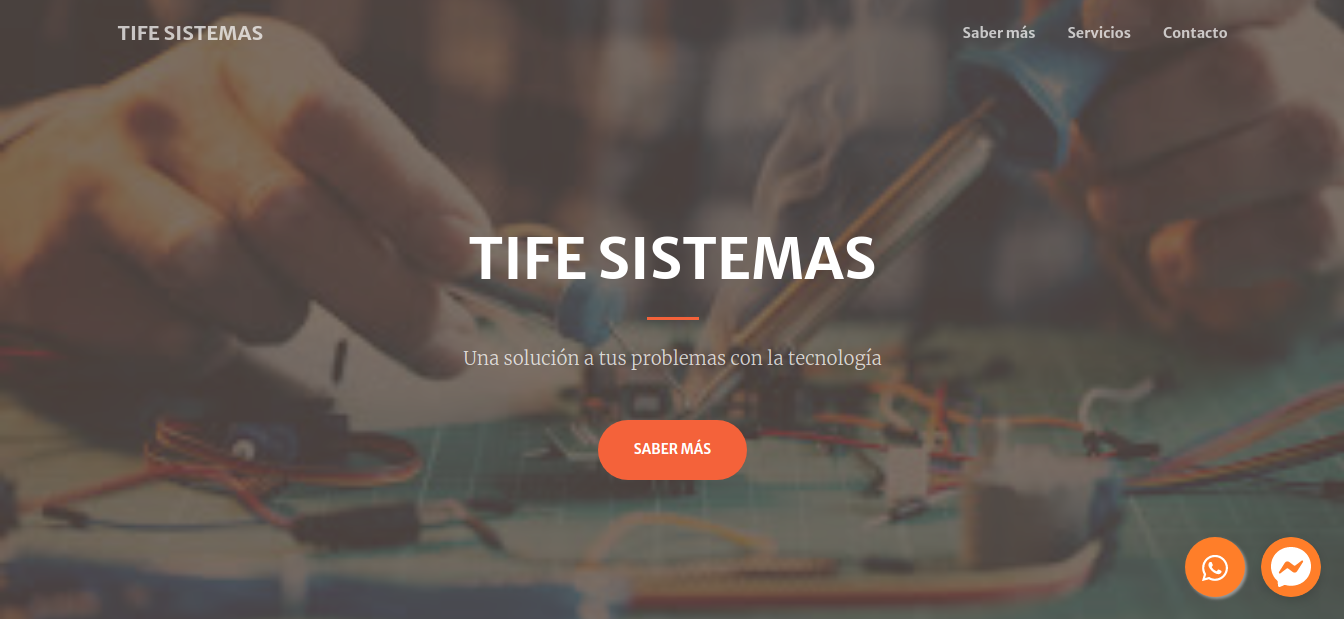 TIFE SISTEMAS
Saber más
Servicios
Contacto
TIFE SISTEMAS
Una solución a tus problemas con la tecnología
SABER MÁS